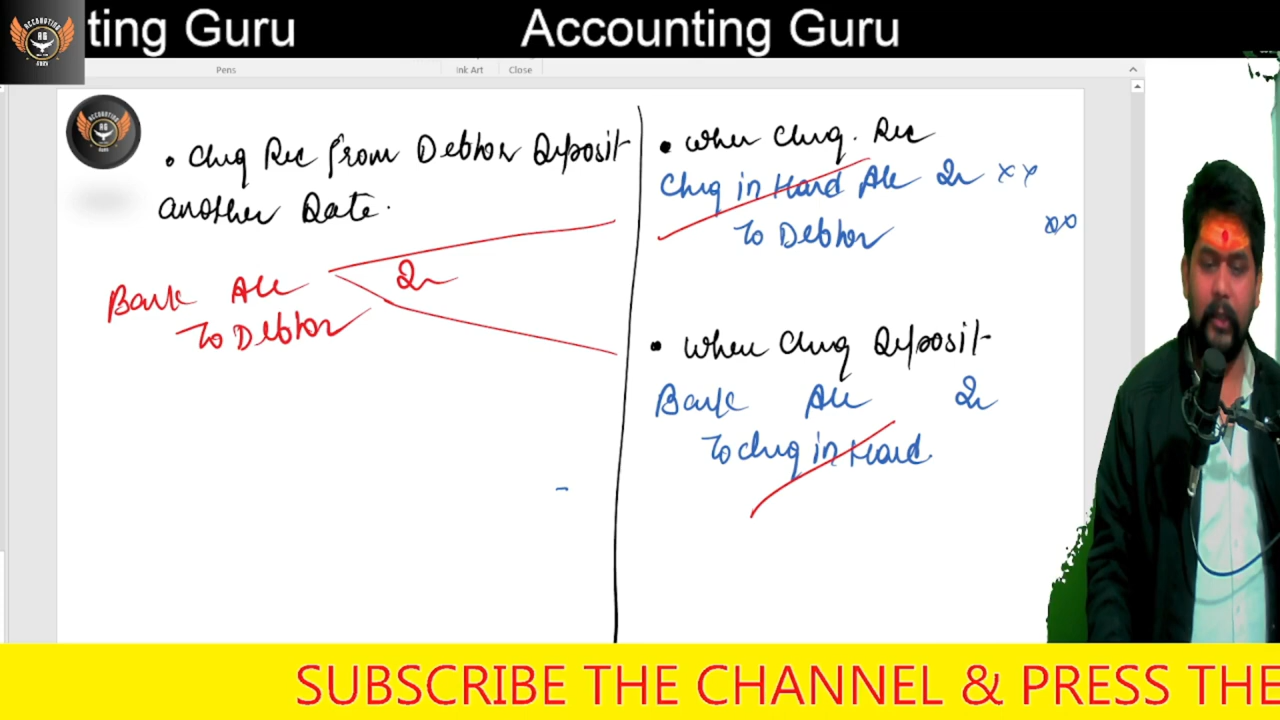 ting Guru
Accounting Guru
Pens
Ink Art
Close
• Chq Rec from Debtor Deposit
another Date.
Bank A/c Dr
To Debtor
• When Chq. Rec
Chq in Hand A/c Dr xx
To Debtor xx
• When Chq Deposit
Bank A/c Dr
To Chq in Hand.
SUBSCRIBE THE CHANNEL & PRESS THE